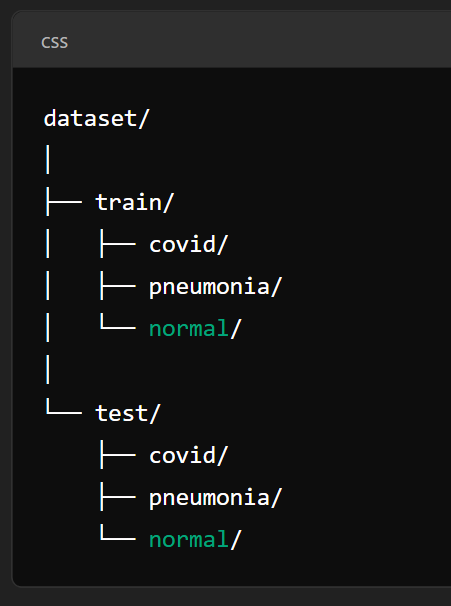 css
dataset/
│
├── train/
│   ├── covid/
│   ├── pneumonia/
│   └── normal/
│
└── test/
    ├── covid/
    ├── pneumonia/
    └── normal/